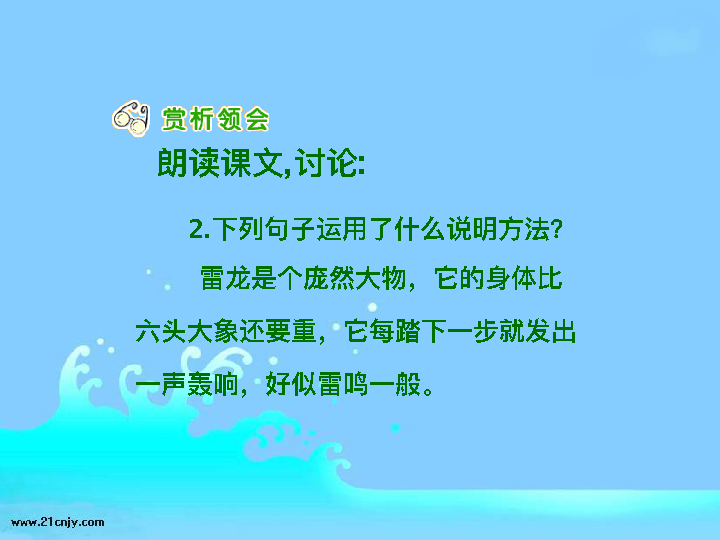 赏析领会
朗读课文,讨论:
2.下列句子运用了什么说明方法？
雷龙是个庞然大物，它的身体比
六头大象还要重，它每踏下一步就发出
一声轰响，好似雷鸣一般。
www.21cnjy.com